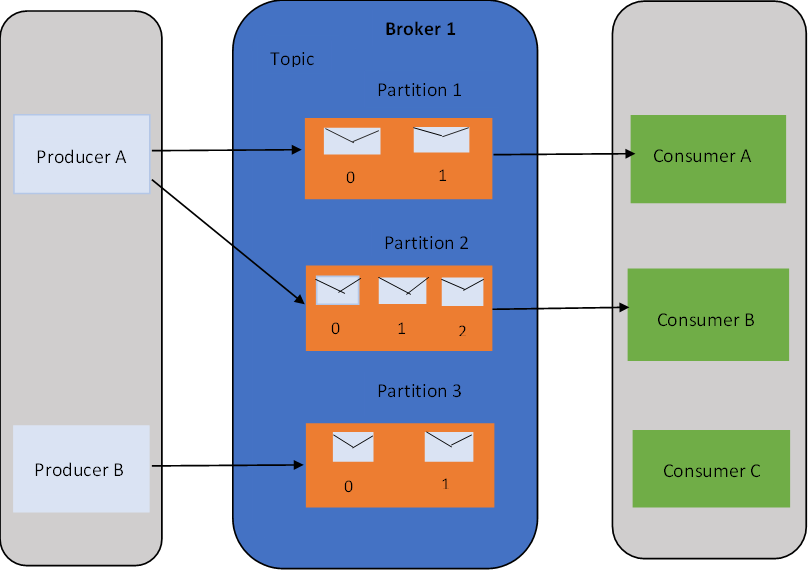 Broker 1
Topic
Partition 1
Producer A
0
1
Consumer A
Partition 2
0
1
2
Consumer B
Partition 3
Producer B
0
1
Consumer C